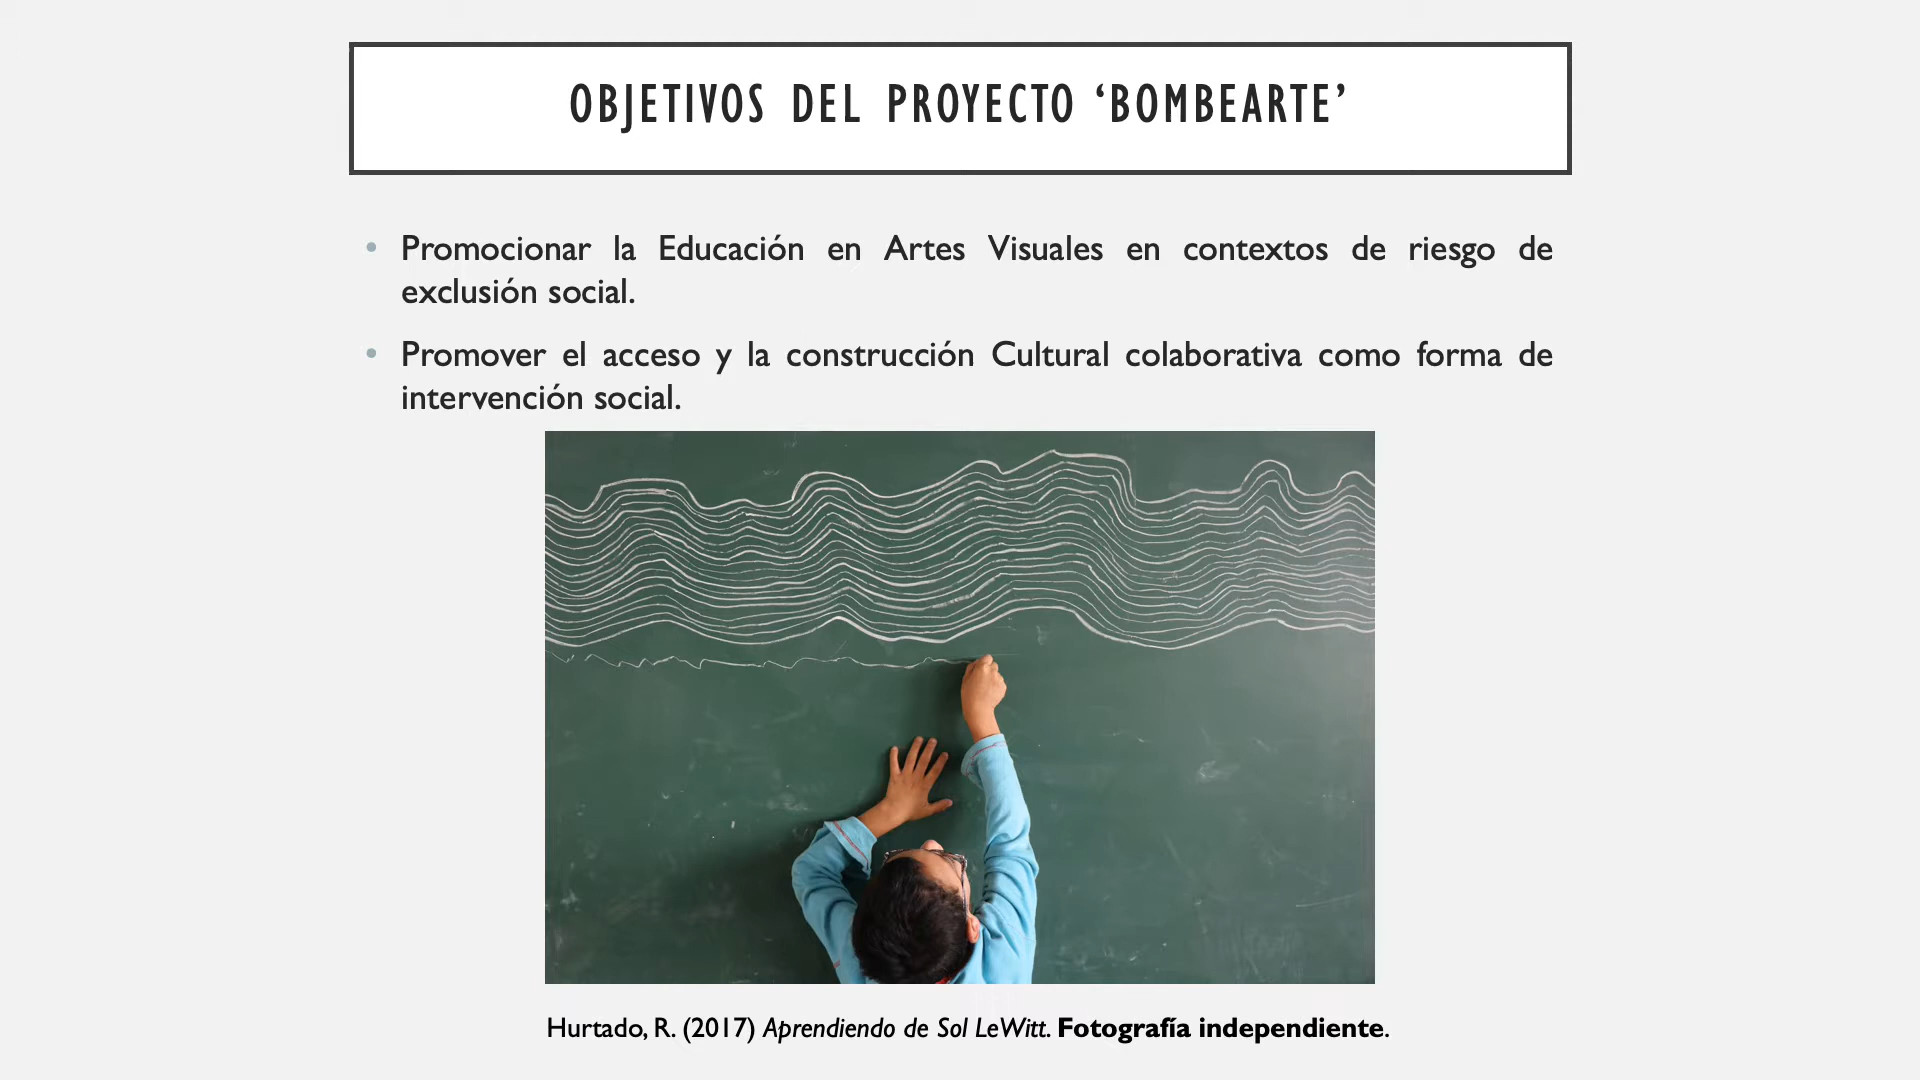 OBJETIVOS DEL PROYECTO ‘BOMBEARTE’
• Promocionar la Educación en Artes Visuales en contextos de riesgo de
exclusión social.
• Promover el acceso y la construcción Cultural colaborativa como forma de
intervención social.
Hurtado, R. (2017) Aprendiendo de Sol LeWitt. Fotografía independiente.